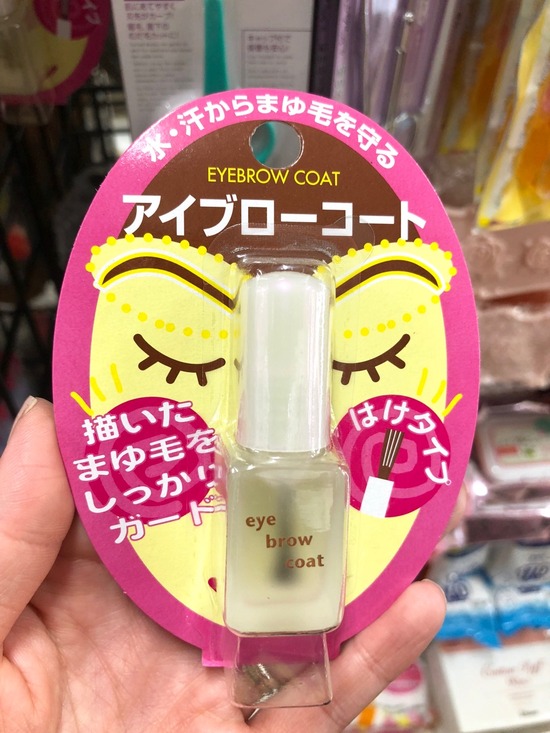 水・汗からまゆ毛を守る
EYEBROW COAT
アイブローコート
描いた
まゆ毛を
しっかり
ガード
はけタイプ
eye
brow
coat